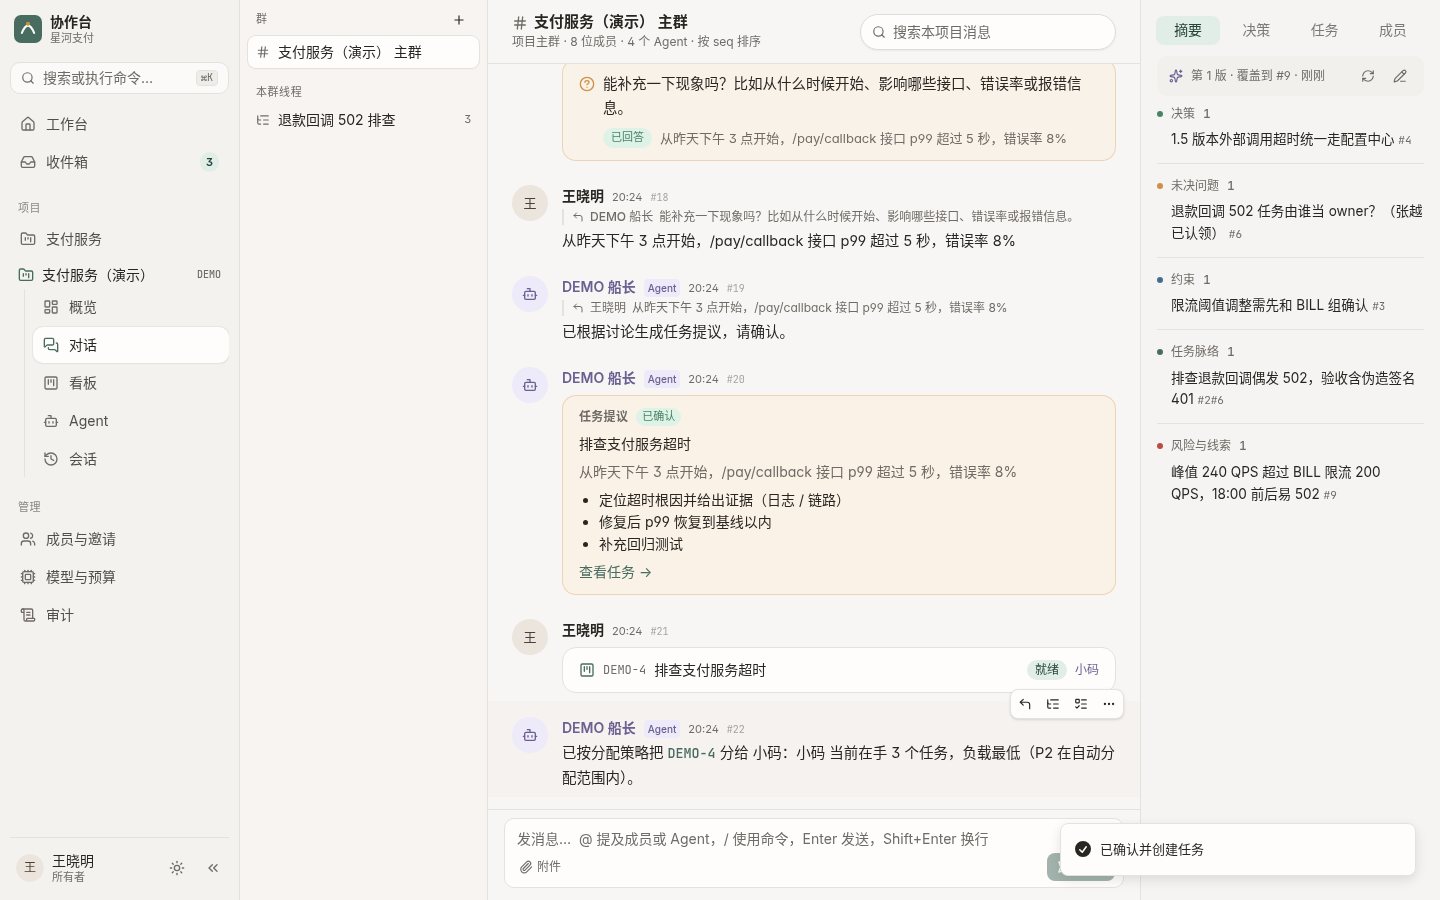 协作台
星河支付
搜索或执行命令... ⌘K
工作台
收件箱 3
项目
支付服务
支付服务（演示） DEMO
概览
对话
看板
Agent
会话
管理
成员与邀请
模型与预算
审计
王
王晓明
所有者
群
支付服务（演示） 主群
本群线程
退款回调 502 排查 3
支付服务（演示） 主群
项目主群 · 8 位成员 · 4 个 Agent · 按 seq 排序
搜索本项目消息
能补充一下现象吗？比如从什么时候开始、影响哪些接口、错误率或报错信
息。
已回答 从昨天下午 3 点开始，/pay/callback 接口 p99 超过 5 秒，错误率 8%
王
王晓明 20:24 #18
DEMO 船长 能补充一下现象吗？比如从什么时候开始、影响哪些接口、错误率或报错信息。
从昨天下午 3 点开始，/pay/callback 接口 p99 超过 5 秒，错误率 8%
DEMO 船长 Agent 20:24 #19
王晓明 从昨天下午 3 点开始，/pay/callback 接口 p99 超过 5 秒，错误率 8%
已根据讨论生成任务提议，请确认。
DEMO 船长 Agent 20:24 #20
任务提议 已确认
排查支付服务超时
从昨天下午 3 点开始，/pay/callback 接口 p99 超过 5 秒，错误率 8%
• 定位超时根因并给出证据（日志 / 链路）
• 修复后 p99 恢复到基线以内
• 补充回归测试
查看任务 →
王
王晓明 20:24 #21
DEMO-4 排查支付服务超时 就绪 小码
DEMO 船长 Agent 20:24 #22
已按分配策略把 DEMO-4 分给 小码：小码 当前在手 3 个任务，负载最低（P2 在自动分
配范围内）。
发消息... @ 提及成员或 Agent，/ 使用命令，Enter 发送，Shift+Enter 换行
附件
摘要 决策 任务 成员
第 1 版 · 覆盖到 #9 · 刚刚
决策 1
1.5 版本外部调用超时统一走配置中心 #4
未决问题 1
退款回调 502 任务由谁当 owner？（张越
已认领） #6
约束 1
限流阈值调整需先和 BILL 组确认 #3
任务脉络 1
排查退款回调偶发 502，验收含伪造签名
401 #2#6
风险与线索 1
峰值 240 QPS 超过 BILL 限流 200
QPS，18:00 前后易 502 #9
已确认并创建任务